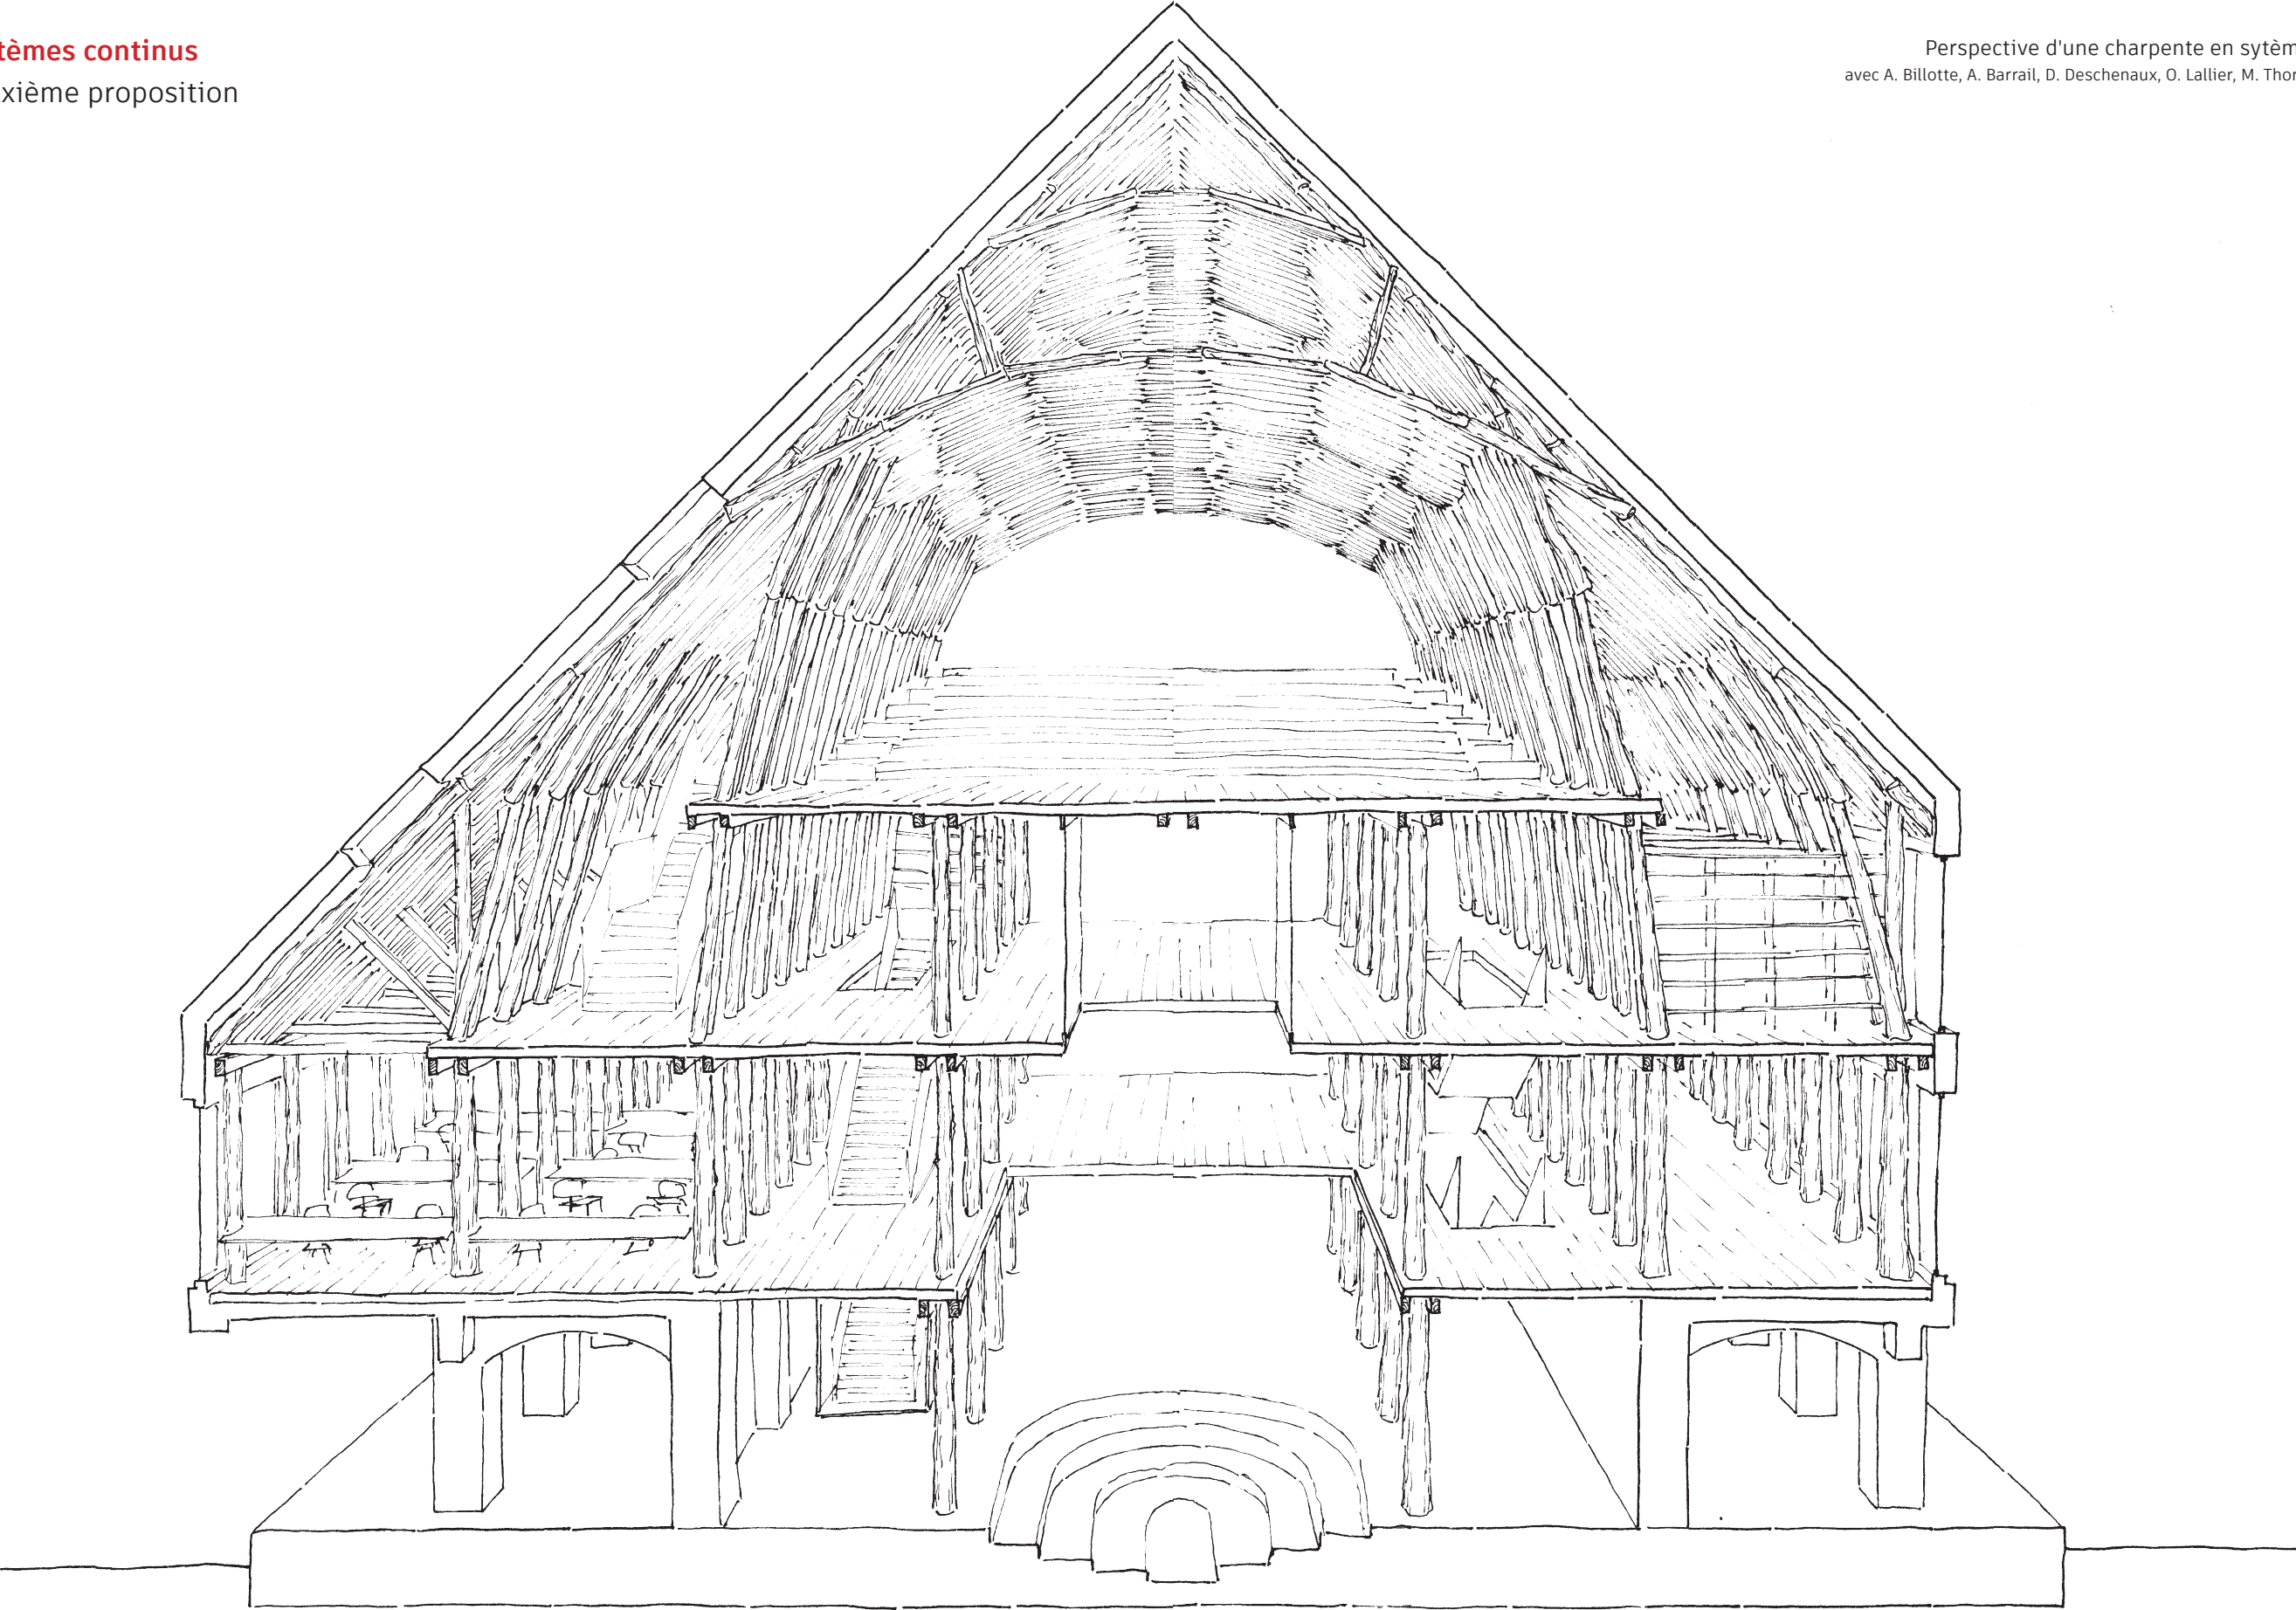 tèmes continus
xième proposition
Perspective d'une charpente en sytèm
avec A. Billotte, A. Barrail, D. Deschenaux, O. Lallier, M. Thor